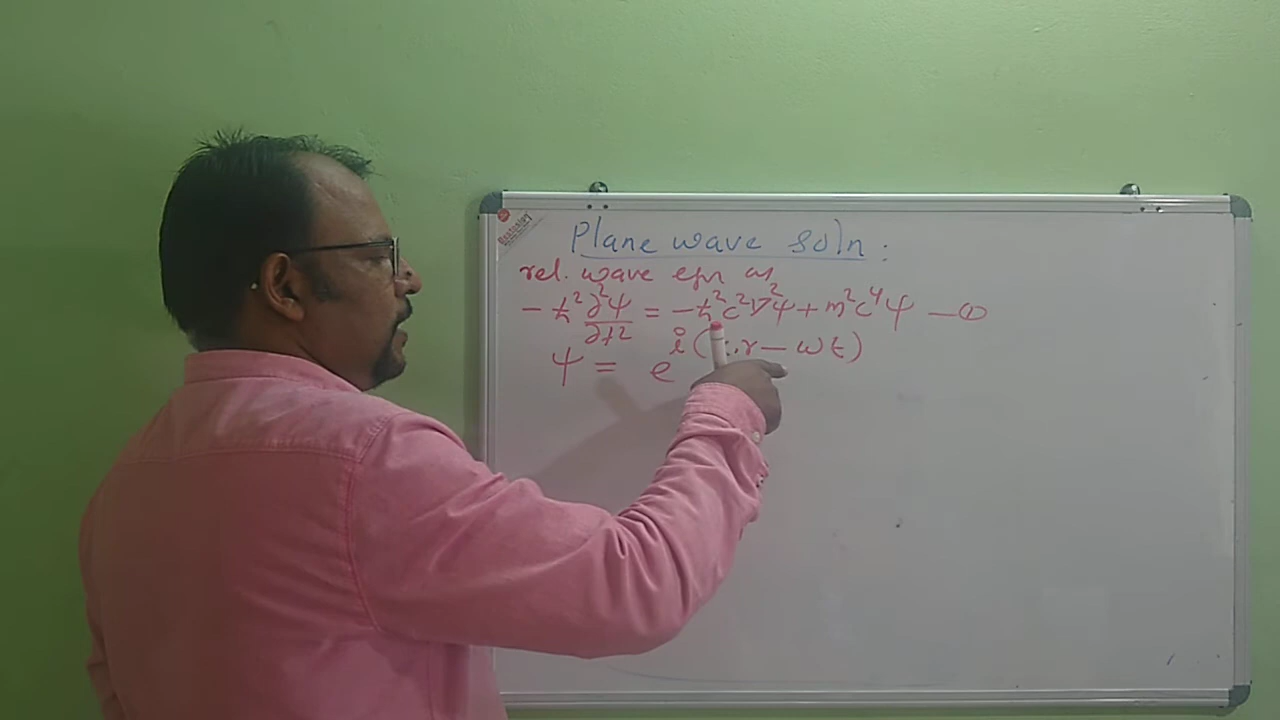 Plane wave soln:
rel. wave eqn as
-ħ² ∂²ψ/∂t² = -ħ²c²∇²ψ + m²c⁴ψ — ①
ψ = e^i(k.r - ωt)